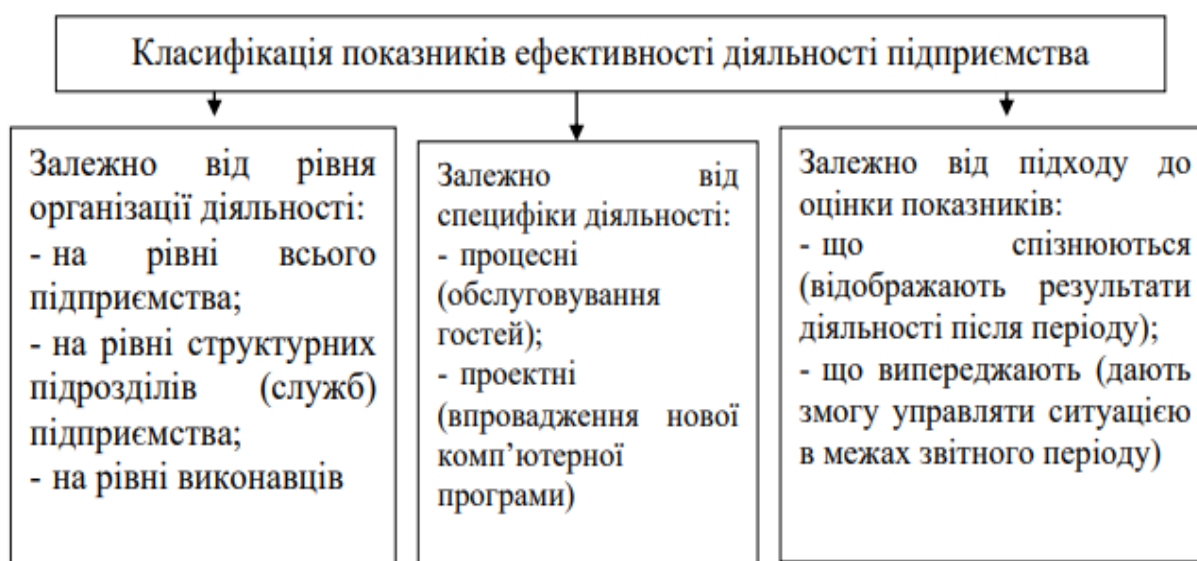 Класифікація показників ефективності діяльності підприємства
Залежно від рівня
організації діяльності:
- на рівні всього
підприємства;
- на рівні структурних
підрозділів (служб)
підприємства;
- на рівні виконавців
Залежно від
специфіки діяльності:
- процесні
(обслуговування
гостей);
- проектні
(впровадження нової
комп’ютерної
програми)
Залежно від підходу до
оцінки показників:
- що спізнюються
(відображають результати
діяльності після періоду);
- що випереджають (дають
змогу управляти ситуацією
в межах звітного періоду)